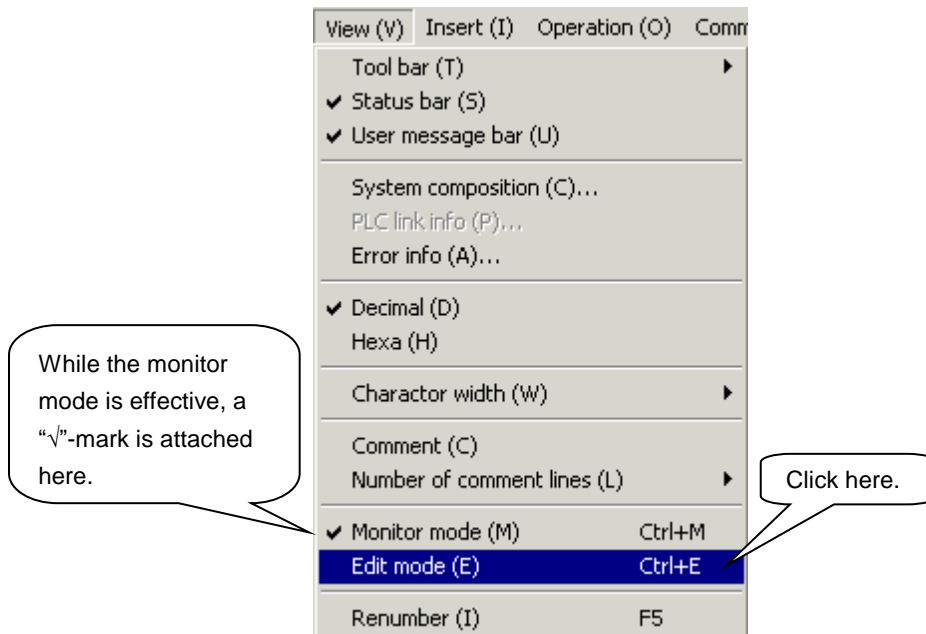 View (V) Insert (I) Operation (O) Comm
Tool bar (T)
✓ Status bar (S)
✓ User message bar (U)
System composition (C)...
PLC link info (P)...
Error info (A)...
✓ Decimal (D)
Hexa (H)
Charactor width (W)
Comment (C)
Number of comment lines (L)
✓ Monitor mode (M) Ctrl+M
Edit mode (E) Ctrl+E
Renumber (I) F5
While the monitor
mode is effective, a
“√”-mark is attached
here.
Click here.